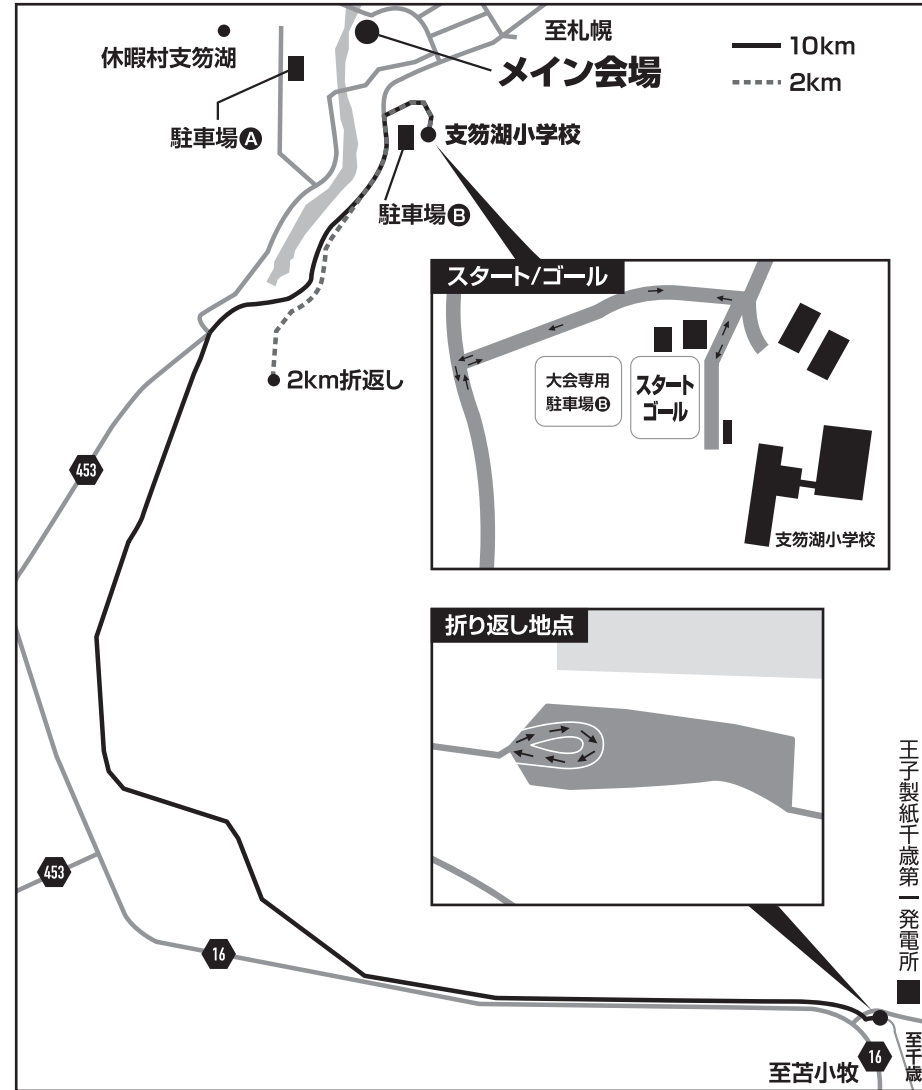 休暇村支笏湖
至札幌
メイン会場
10km
2km
駐車場A
支笏湖小学校
駐車場B
スタート/ゴール
大会専用
駐車場B
スタート
ゴール
支笏湖小学校
2km折返し
453
折り返し地点
453
16
王子製紙千歳第一発電所
至苫小牧
16
至千歳